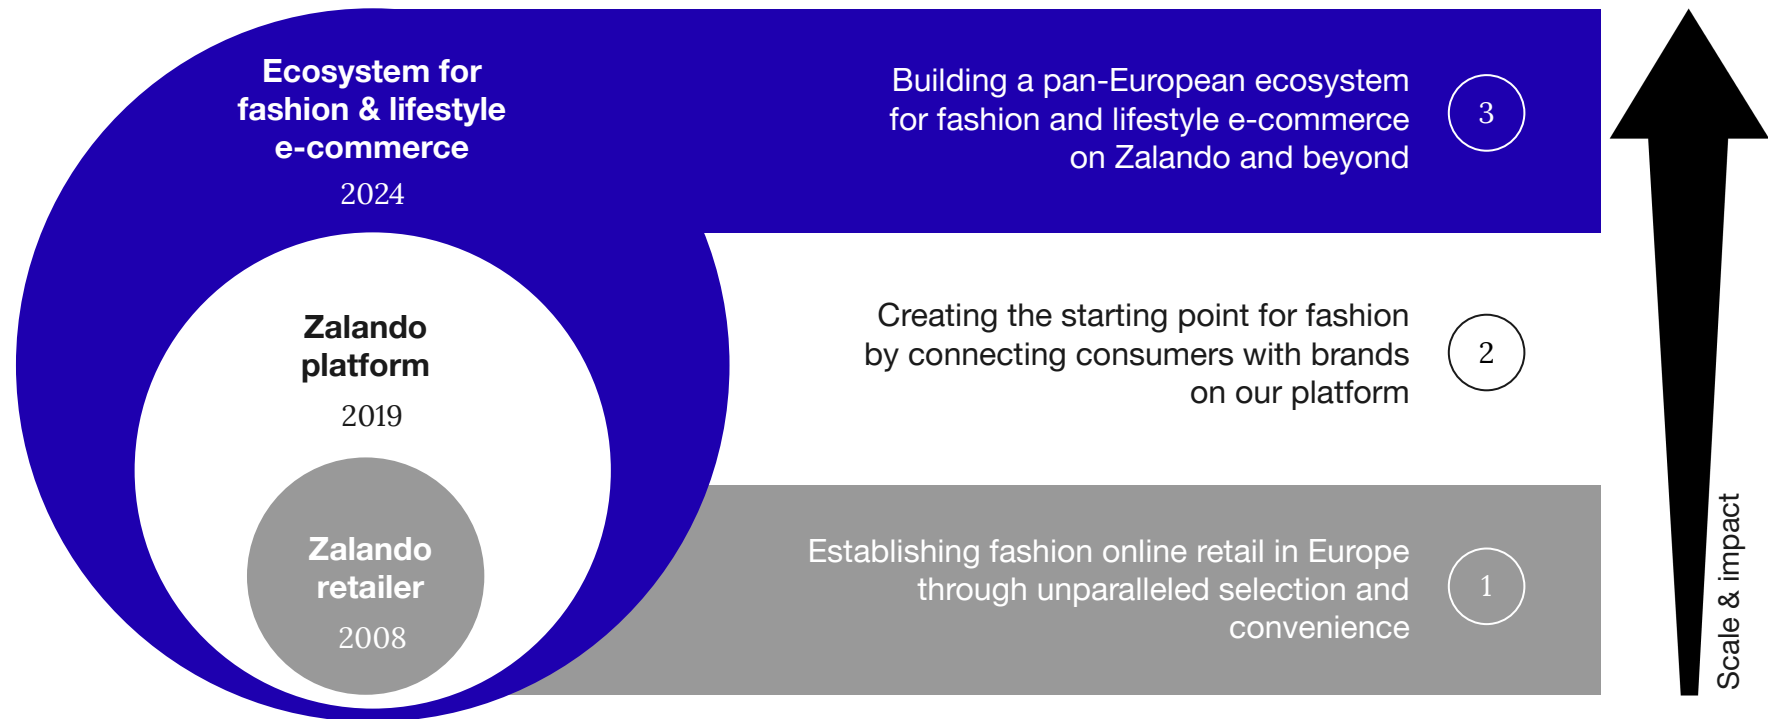 Ecosystem for
fashion & lifestyle
e-commerce
2024
Building a pan-European ecosystem
for fashion and lifestyle e-commerce
on Zalando and beyond
3
Zalando
platform
2019
Creating the starting point for fashion
by connecting consumers with brands
on our platform
2
Zalando
retailer
2008
Establishing fashion online retail in Europe
through unparalleled selection and
convenience
1
Scale & impact